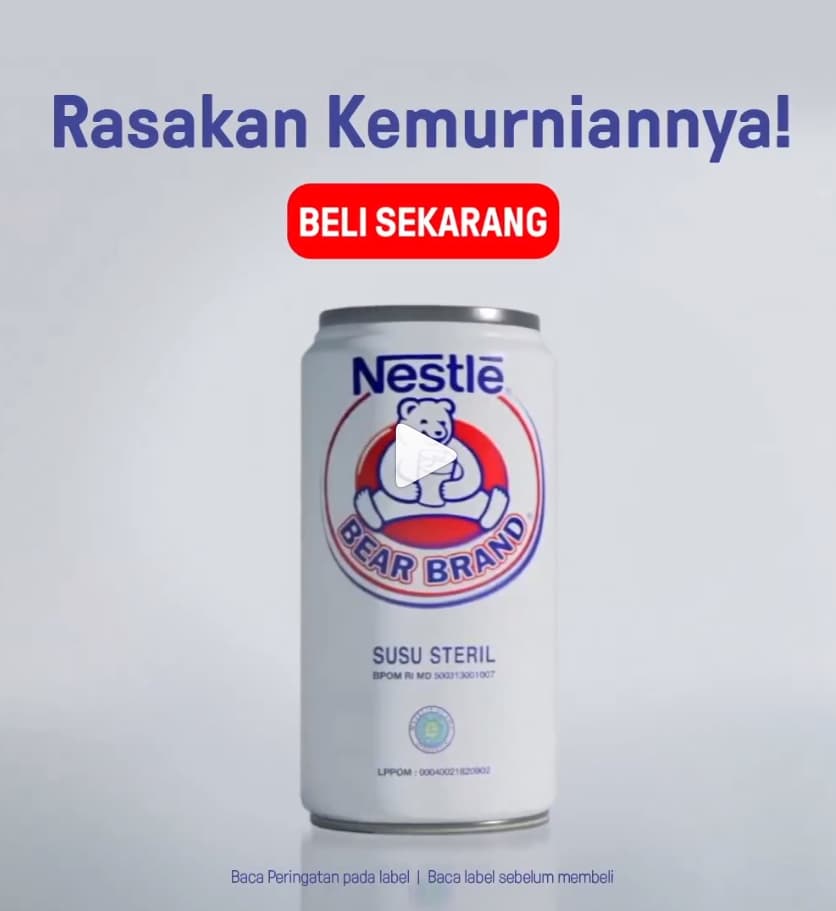 Rasakan Kemurniannya!
BELI SEKARANG
Nestlē
BEAR BRAND
SUSU STERIL
BPOM RI MD 500313001007
LPPOM : 00040021820902
Baca Peringatan pada label | Baca label sebelum membeli